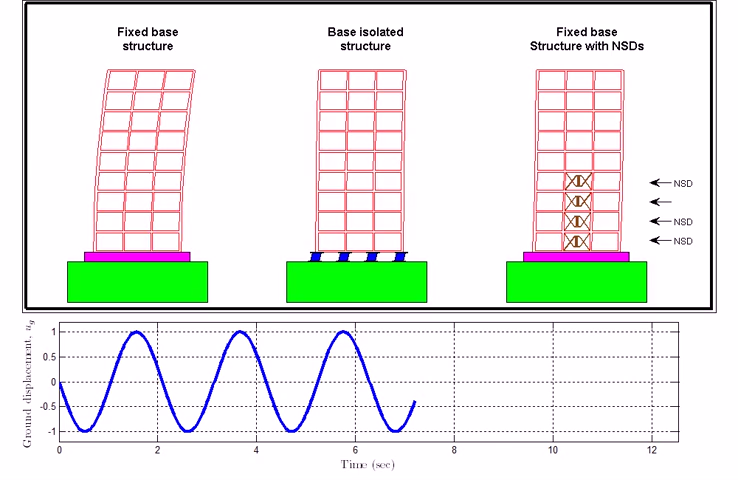 Fixed base
structure
Base isolated
structure
Fixed base
Structure with NSDs
NSD
NSD
NSD
Ground displacement, u_g
1
0.5
0
-0.5
-1
0
2
4
6
8
10
12
Time (sec)